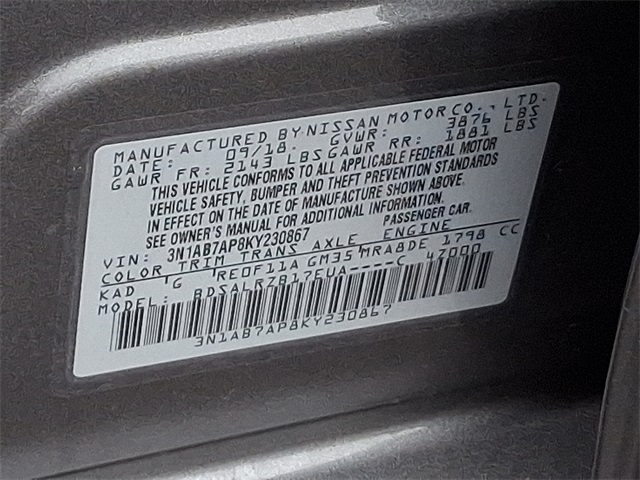 MANUFACTURED BY:NISSAN MOTOR CO., LTD.
DATE: 09/18 GVWR: 3876 LBS
GAWR FR: 2143 LBS GAWR RR: 1881 LBS
THIS VEHICLE CONFORMS TO ALL APPLICABLE FEDERAL MOTOR
VEHICLE SAFETY, BUMPER AND THEFT PREVENTION STANDARDS
IN EFFECT ON THE DATE OF MANUFACTURE SHOWN ABOVE.
SEE OWNER'S MANUAL FOR ADDITIONAL INFORMATION.
VIN: 3N1AB7AP8KY230867 PASSENGER CAR
COLOR TRIM TRANS AXLE ENGINE
KAD G RE0F11A GM35 MRA8DE 1798 CC
MODEL: BDSALRZB17EUA----C 47000
3N1AB7AP8KY230867